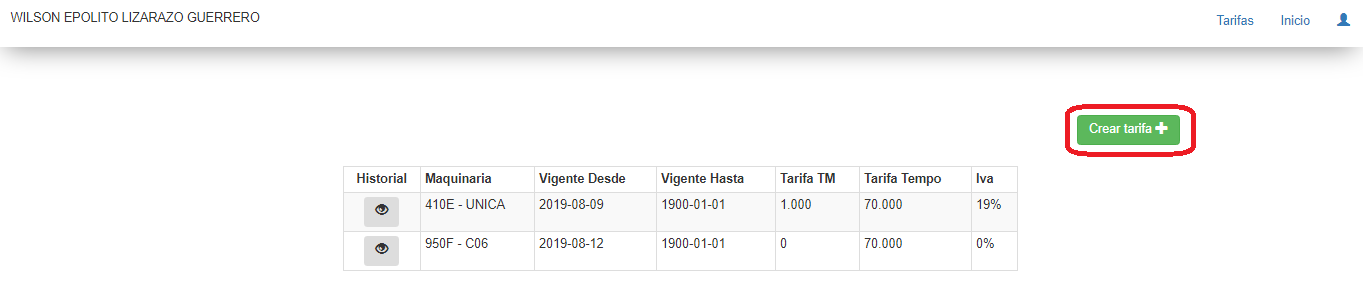 WILSON EPOLITO LIZARAZO GUERRERO
Tarifas Inicio
Crear tarifa
Historial Maquinaria Vigente Desde Vigente Hasta Tarifa TM Tarifa Tempo Iva
410E - UNICA 2019-08-09 1900-01-01 1.000 70.000 19%
950F - C06 2019-08-12 1900-01-01 0 70.000 0%